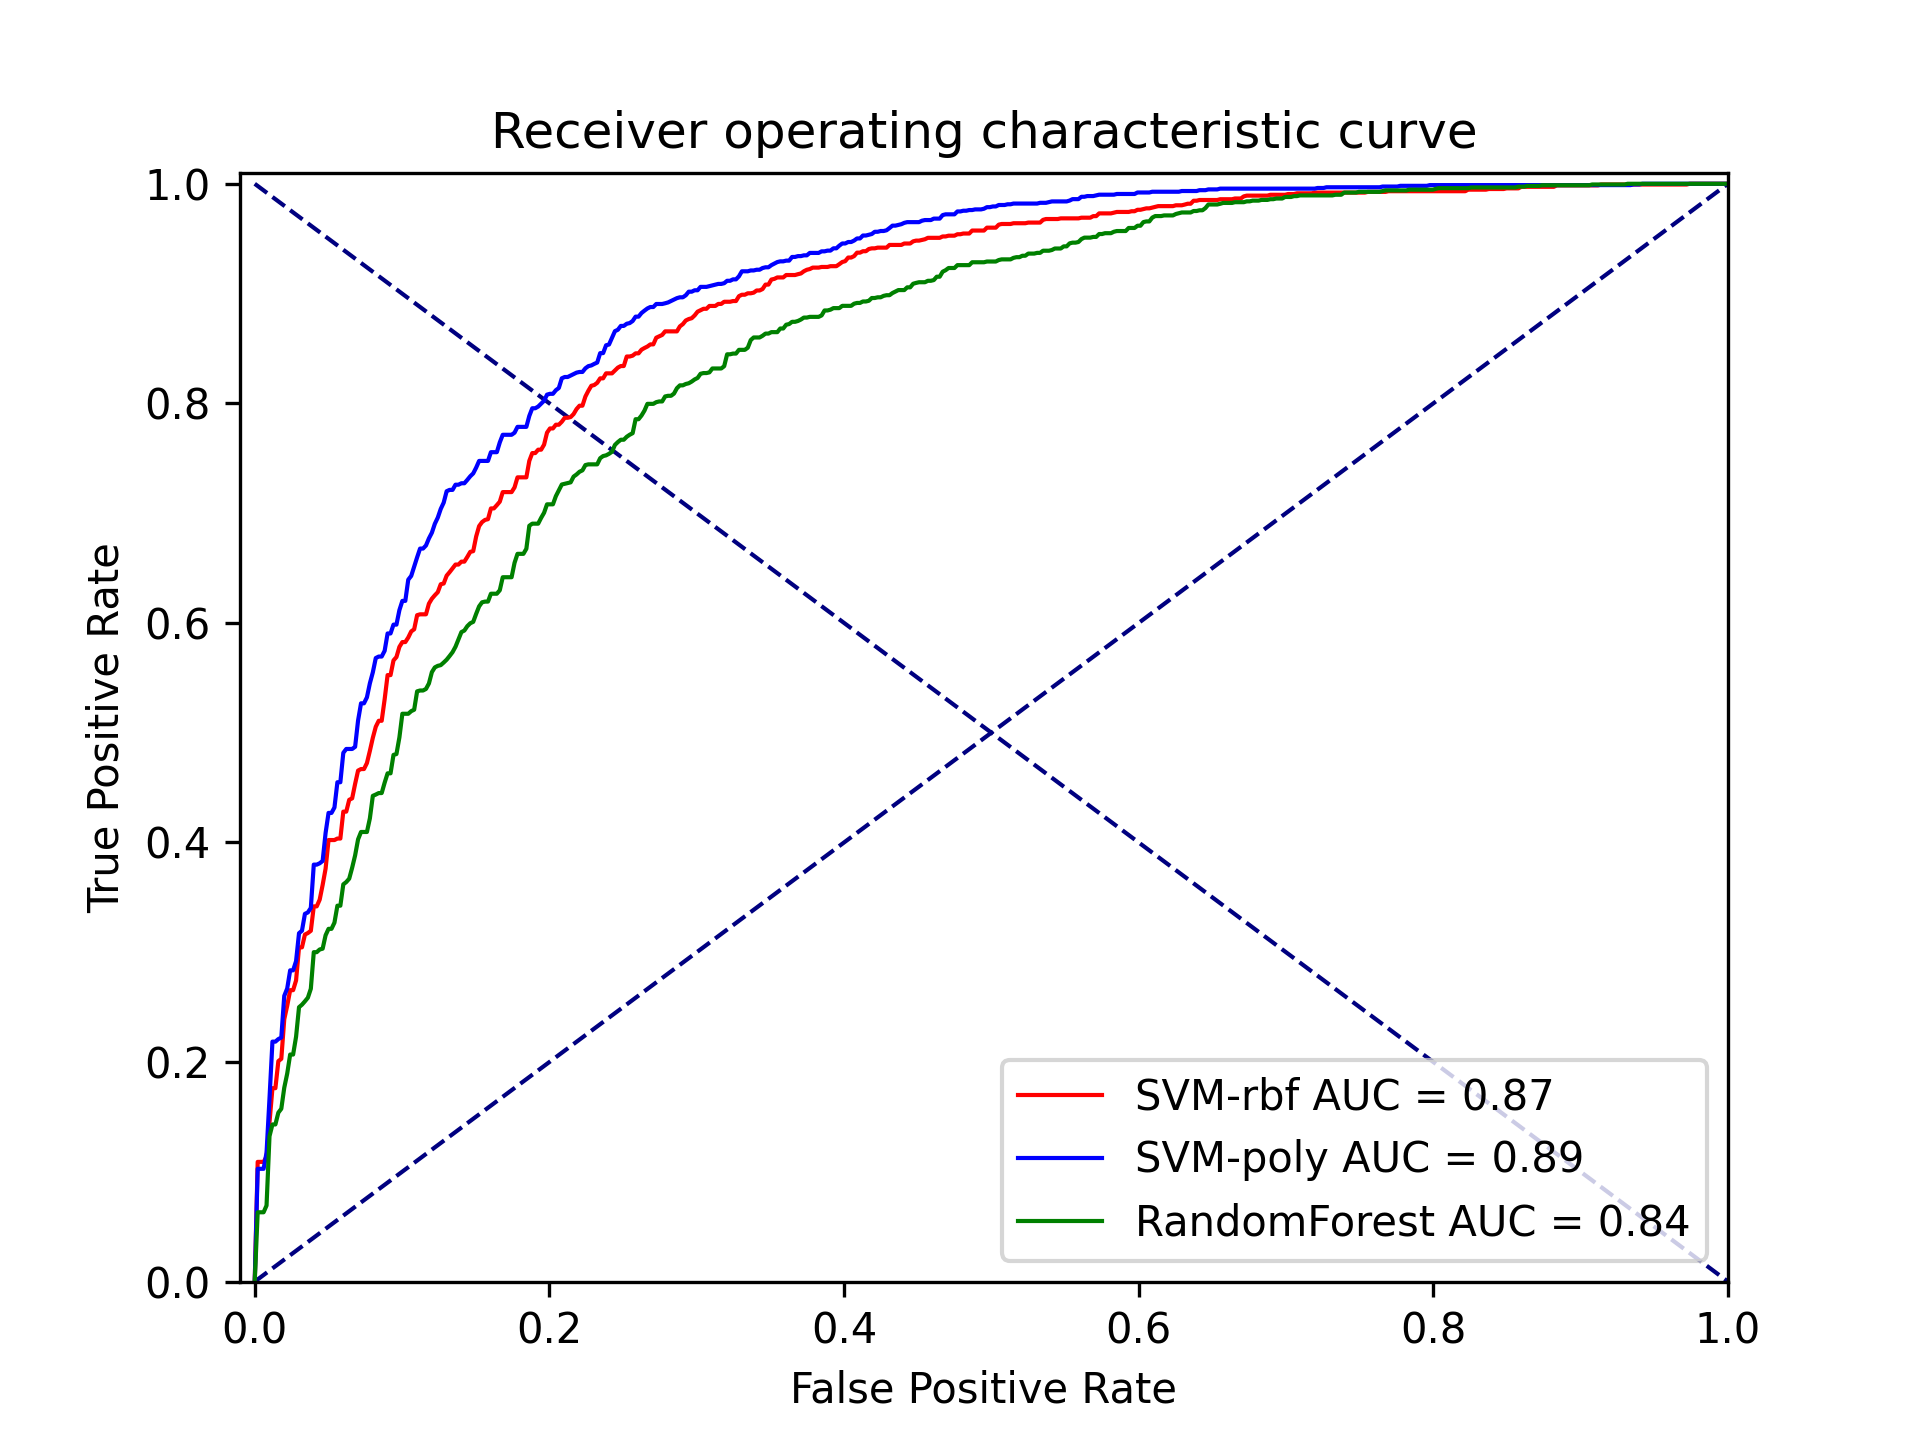 Receiver operating characteristic curve
1.0
0.8
0.6
0.4
0.2
0.0
True Positive Rate
SVM-rbf AUC = 0.87
SVM-poly AUC = 0.89
RandomForest AUC = 0.84
0.0 0.2 0.4 0.6 0.8 1.0
False Positive Rate